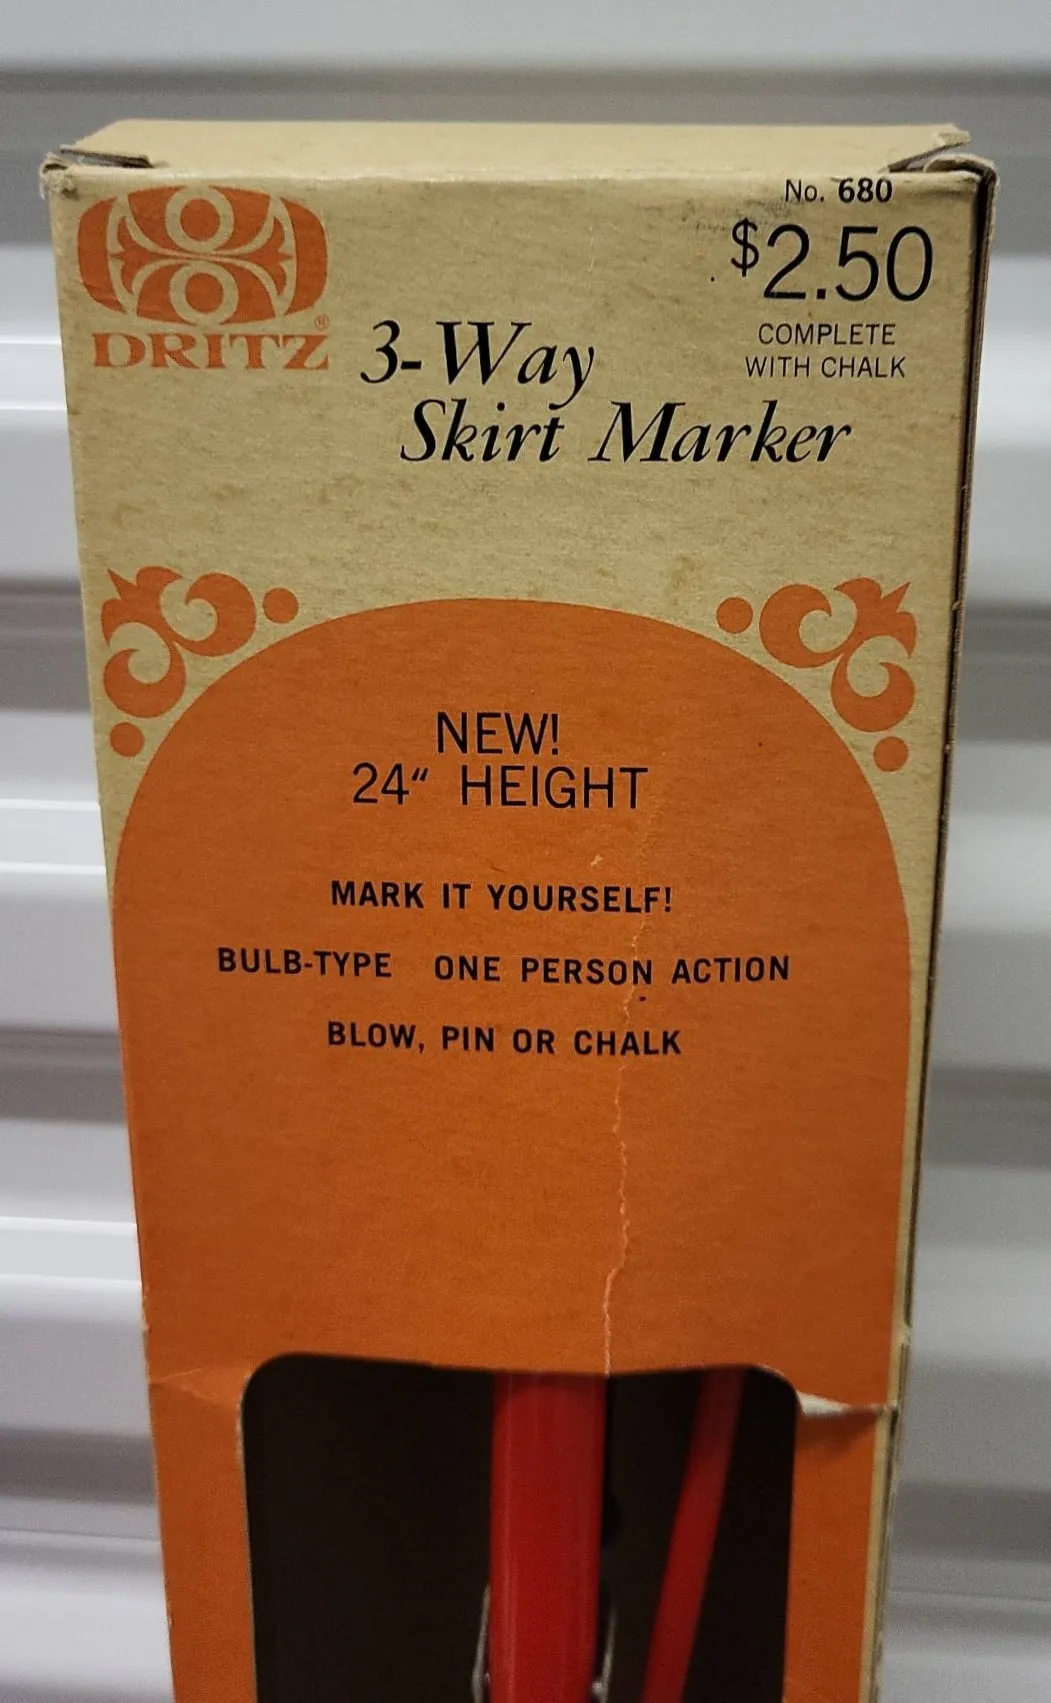 No. 680
$2.50
COMPLETE
WITH CHALK
DRITZ®
3-Way
Skirt Marker
NEW!
24" HEIGHT
MARK IT YOURSELF!
BULB-TYPE ONE PERSON ACTION
BLOW, PIN OR CHALK